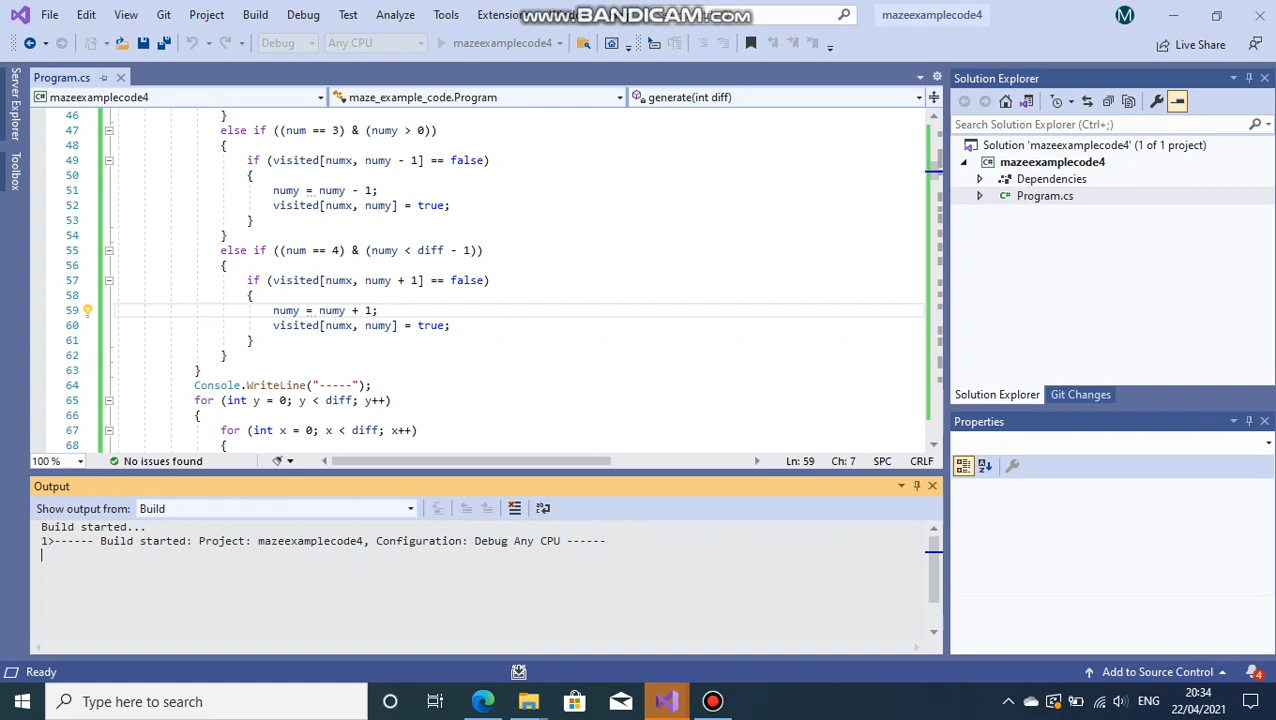 File Edit View Git Project Build Debug Test Analyze Tools Extensions
www.BANDICAM.com
mazeexamplecode4
M
Debug Any CPU mazeexamplecode4
Live Share
Server Explorer
Toolbox
Program.cs
mazeexamplecode4 maze_example_code.Program generate(int diff)
46 }
47 else if ((num == 3) & (numy > 0))
48 {
49 if (visited[numx, numy - 1] == false)
50 {
51 numy = numy - 1;
52 visited[numx, numy] = true;
53 }
54 }
55 else if ((num == 4) & (numy < diff - 1))
56 {
57 if (visited[numx, numy + 1] == false)
58 {
59 numy = numy + 1;
60 visited[numx, numy] = true;
61 }
62 }
63 }
64 Console.WriteLine("-----");
65 for (int y = 0; y < diff; y++)
66 {
67 for (int x = 0; x < diff; x++)
68 {
100 % No issues found Ln: 59 Ch: 7 SPC CRLF
Output
Show output from: Build
Build started...
1>------ Build started: Project: mazeexamplecode4, Configuration: Debug Any CPU ------
Solution Explorer
Search Solution Explorer (Ctrl+;)
Solution 'mazeexamplecode4' (1 of 1 project)
mazeexamplecode4
Dependencies
C# Program.cs
Solution Explorer Git Changes
Properties
Ready
Add to Source Control
4
Type here to search
ENG
20:34
22/04/2021